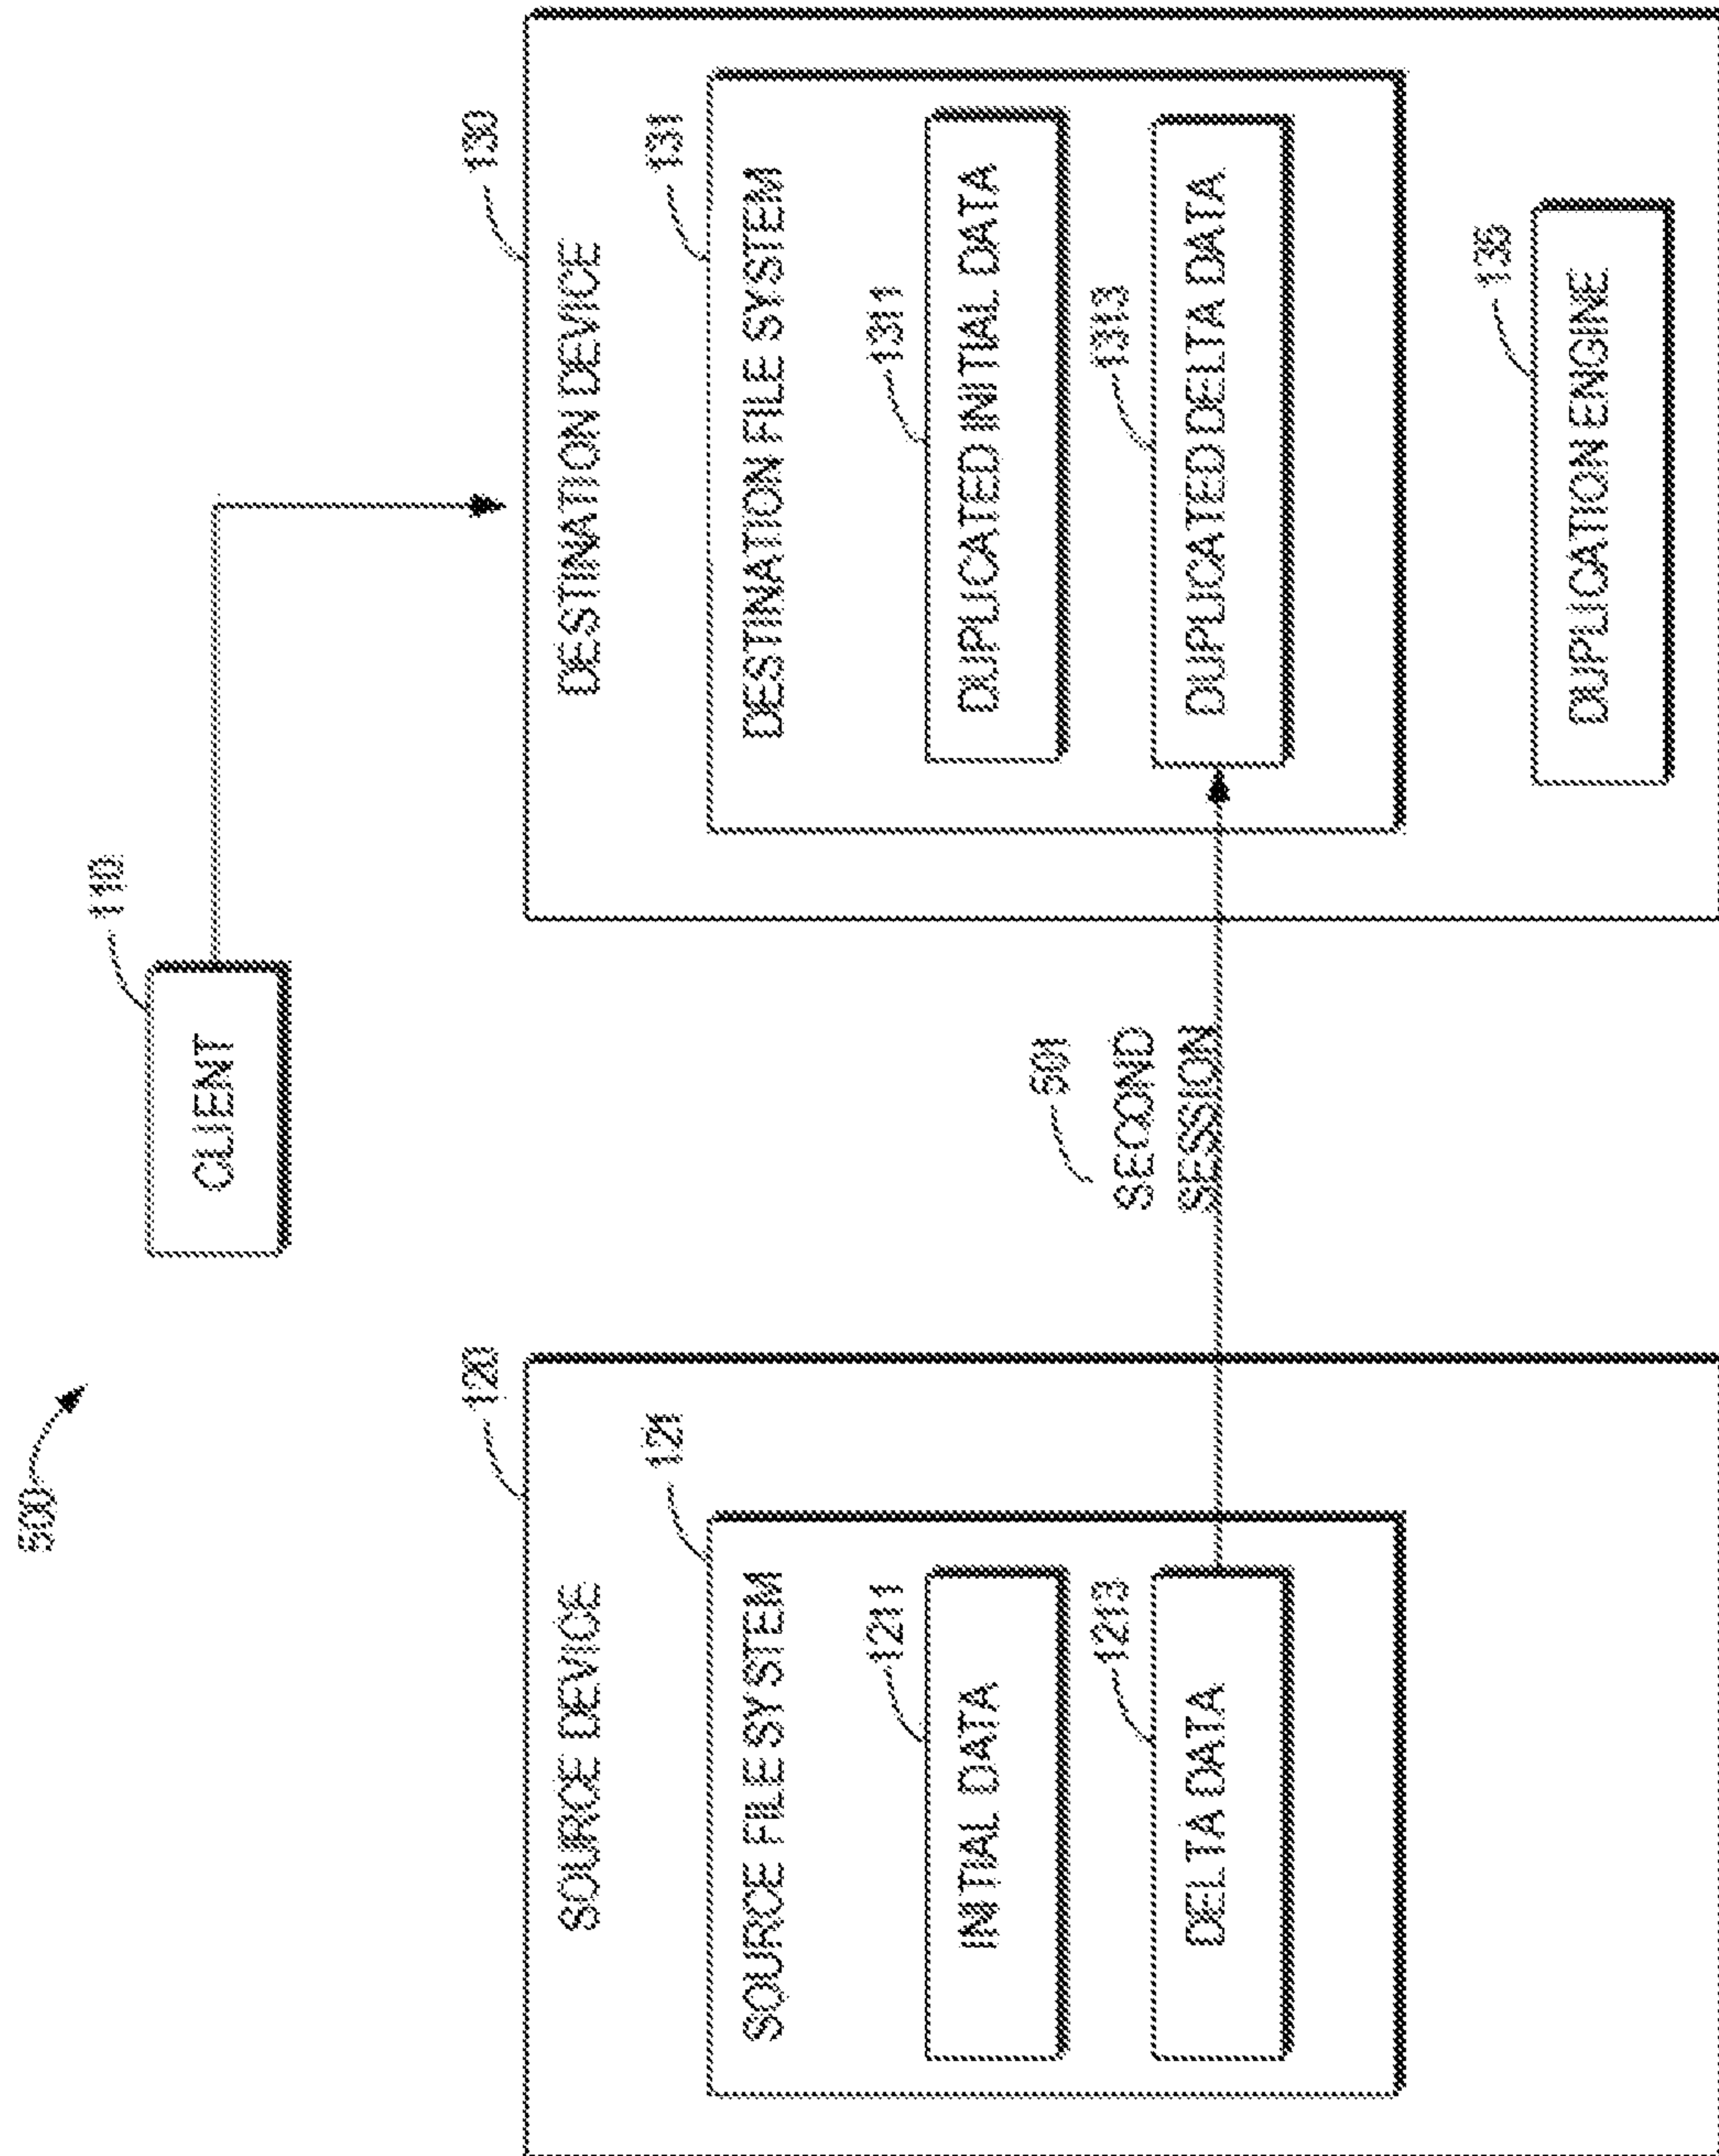 500
CLIENT
110
SOURCE DEVICE
120
SOURCE FILE SYSTEM
121
INITIAL DATA
1211
DELTA DATA
1213
501
SECOND
SESSION
DESTINATION DEVICE
130
DESTINATION FILE SYSTEM
131
DUPLICATED INITIAL DATA
1311
DUPLICATED DELTA DATA
1313
DUPLICATION ENGINE
135